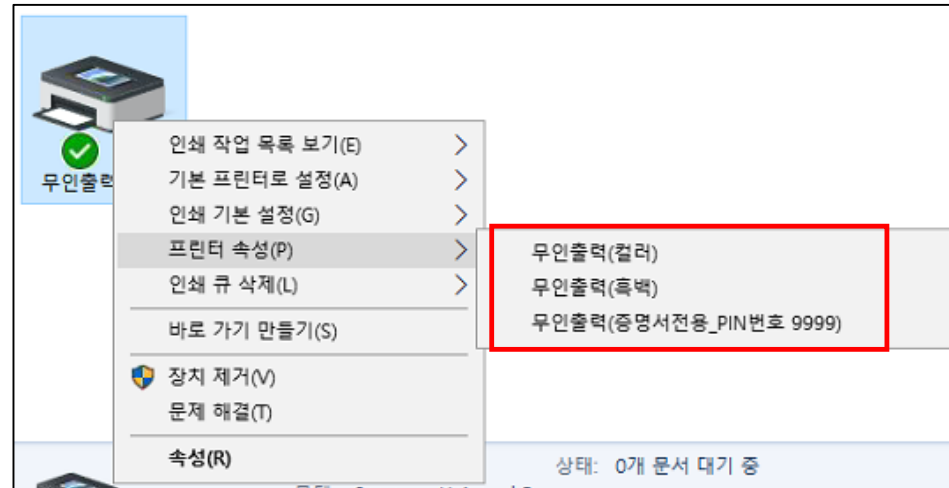 무인출력
인쇄 작업 목록 보기(E)
기본 프린터로 설정(A)
인쇄 기본 설정(G)
프린터 속성(P)
인쇄 큐 삭제(L)
바로 가기 만들기(S)
장치 제거(V)
문제 해결(T)
속성(R)
무인출력(컬러)
무인출력(흑백)
무인출력(증명서전용_PIN번호 9999)
상태: 0개 문서 대기 중